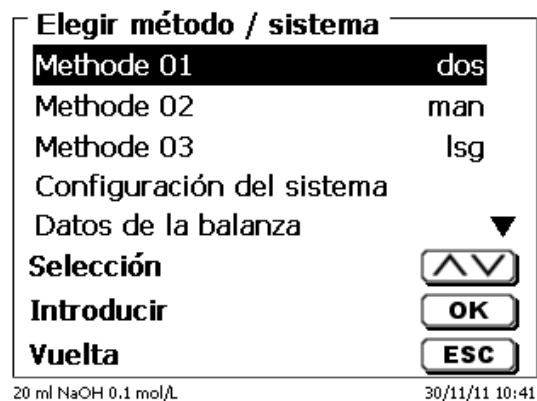 Elegir método / sistema
Methode 01 dos
Methode 02 man
Methode 03 lsg
Configuración del sistema
Datos de la balanza
Selección
Introducir OK
Vuelta ESC
20 ml NaOH 0.1 mol/L 30/11/11 10:41